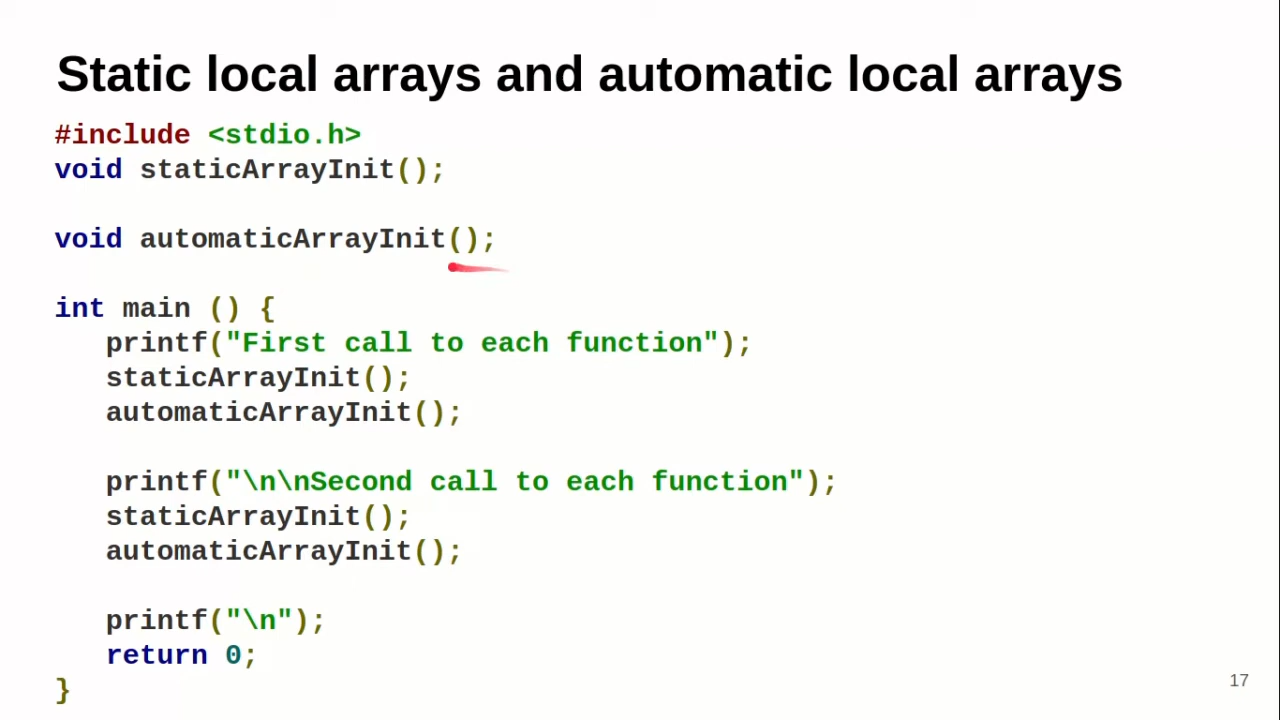 Static local arrays and automatic local arrays
#include <stdio.h>
void staticArrayInit();
void automaticArrayInit();
int main () {
   printf("First call to each function");
   staticArrayInit();
   automaticArrayInit();
   printf("\n\nSecond call to each function");
   staticArrayInit();
   automaticArrayInit();
   printf("\n");
   return 0;
}
17